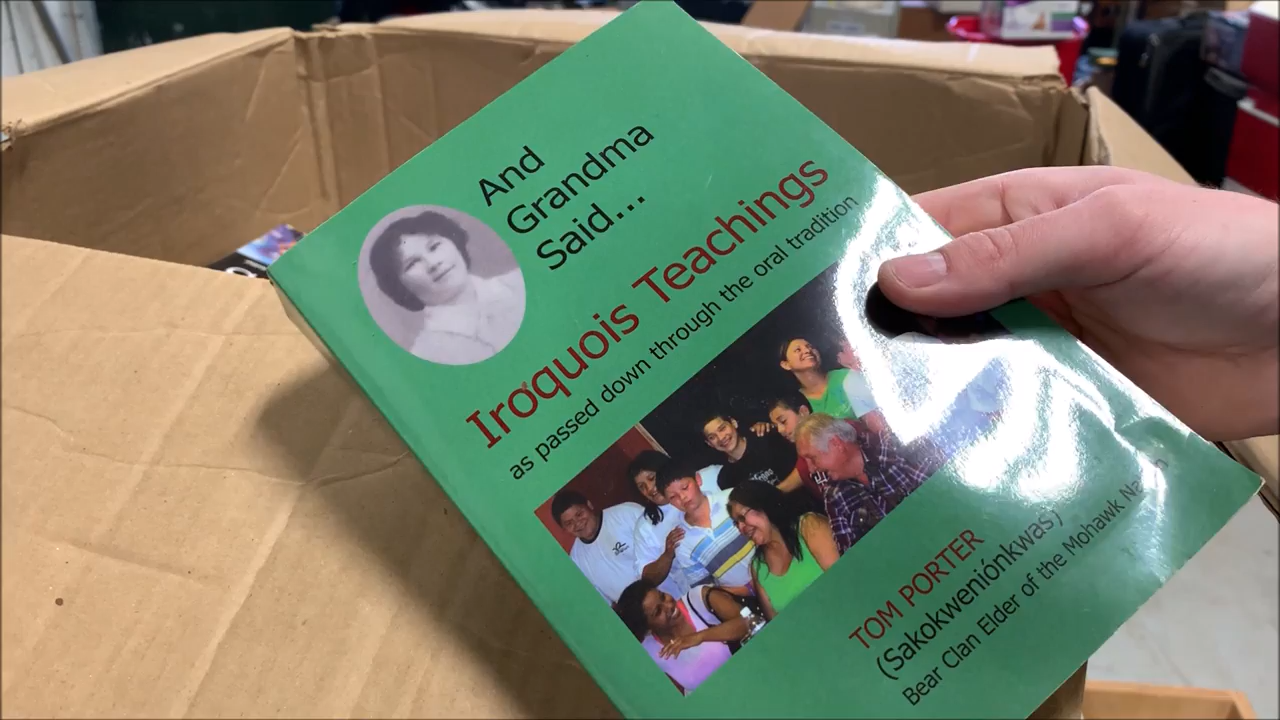 And
Grandma
Said...
Iroquois Teachings
as passed down through the oral tradition
TOM PORTER
(Sakokweniónkwas)
Bear Clan Elder of the Mohawk